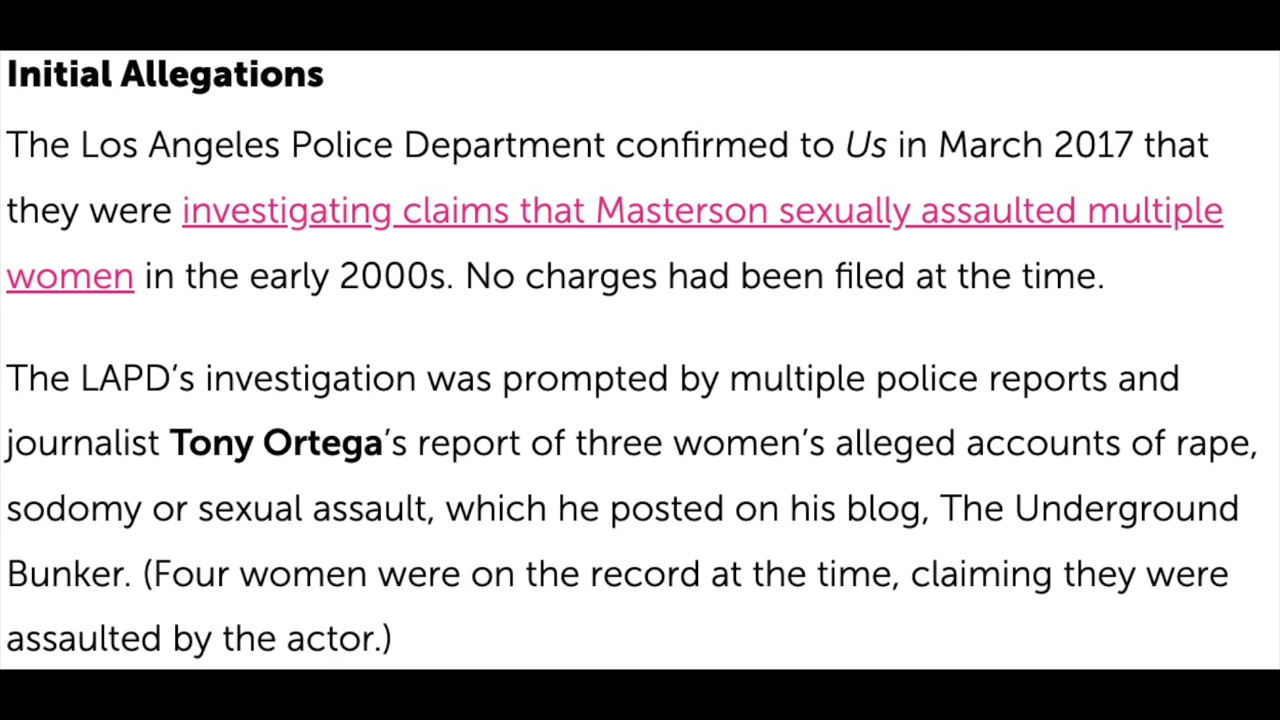 Initial Allegations
The Los Angeles Police Department confirmed to Us in March 2017 that
they were investigating claims that Masterson sexually assaulted multiple
women in the early 2000s. No charges had been filed at the time.
The LAPD’s investigation was prompted by multiple police reports and
journalist Tony Ortega’s report of three women’s alleged accounts of rape,
sodomy or sexual assault, which he posted on his blog, The Underground
Bunker. (Four women were on the record at the time, claiming they were
assaulted by the actor.)